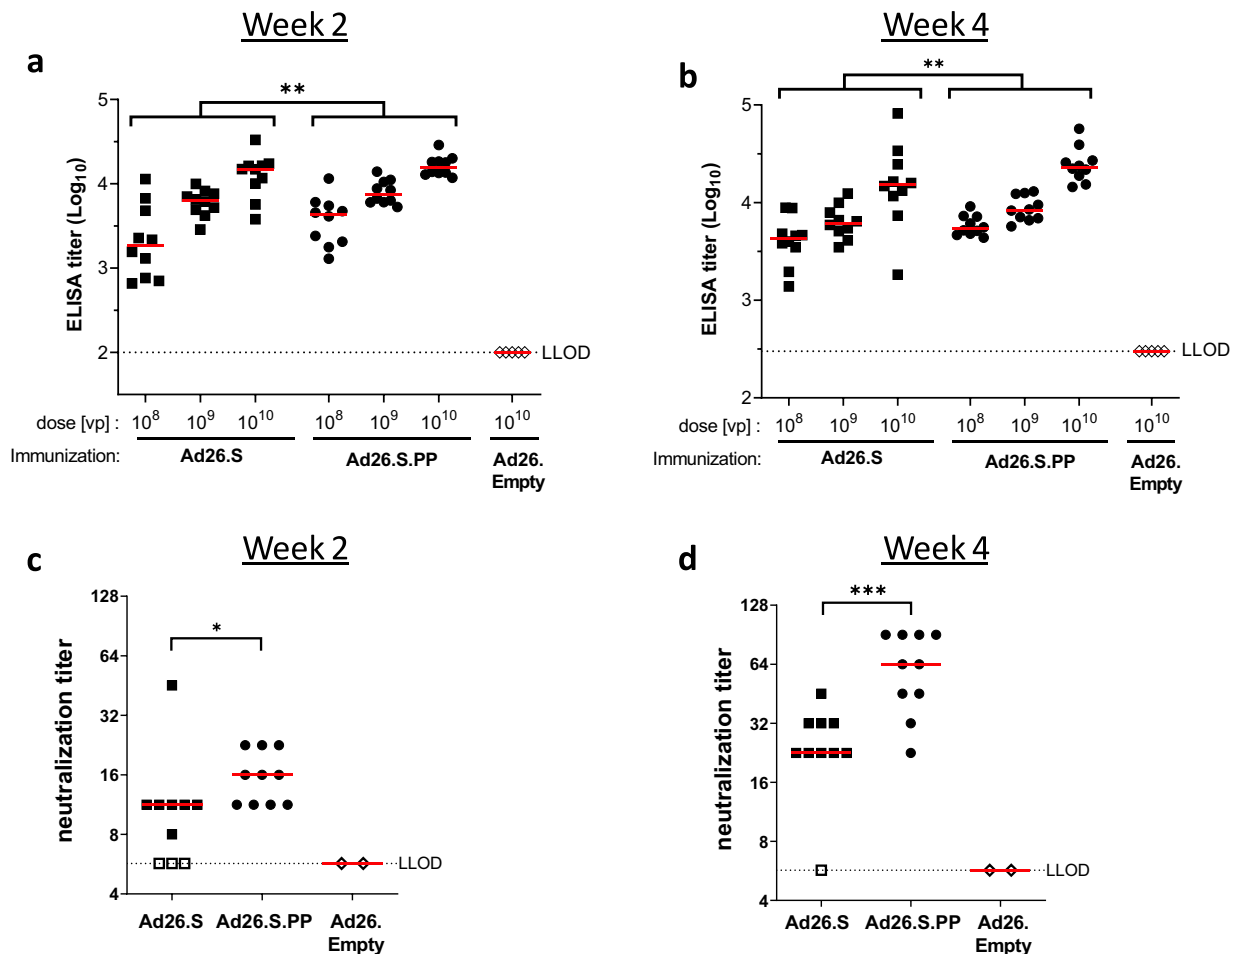 Week 2
a
**
ELISA titer (Log10)
5
4
3
2
LLOD
dose [vp] : 10^8 10^9 10^10 10^8 10^9 10^10 10^10
Immunization: Ad26.S Ad26.S.PP Ad26.
Empty
Week 4
b
**
ELISA titer (Log10)
5
4
3
2
LLOD
dose [vp] : 10^8 10^9 10^10 10^8 10^9 10^10 10^10
Immunization: Ad26.S Ad26.S.PP Ad26.
Empty
Week 2
c
*
neutralization titer
128
64
32
16
8
4
LLOD
Ad26.S Ad26.S.PP Ad26.
Empty
Week 4
d
***
neutralization titer
128
64
32
16
8
4
LLOD
Ad26.S Ad26.S.PP Ad26.
Empty